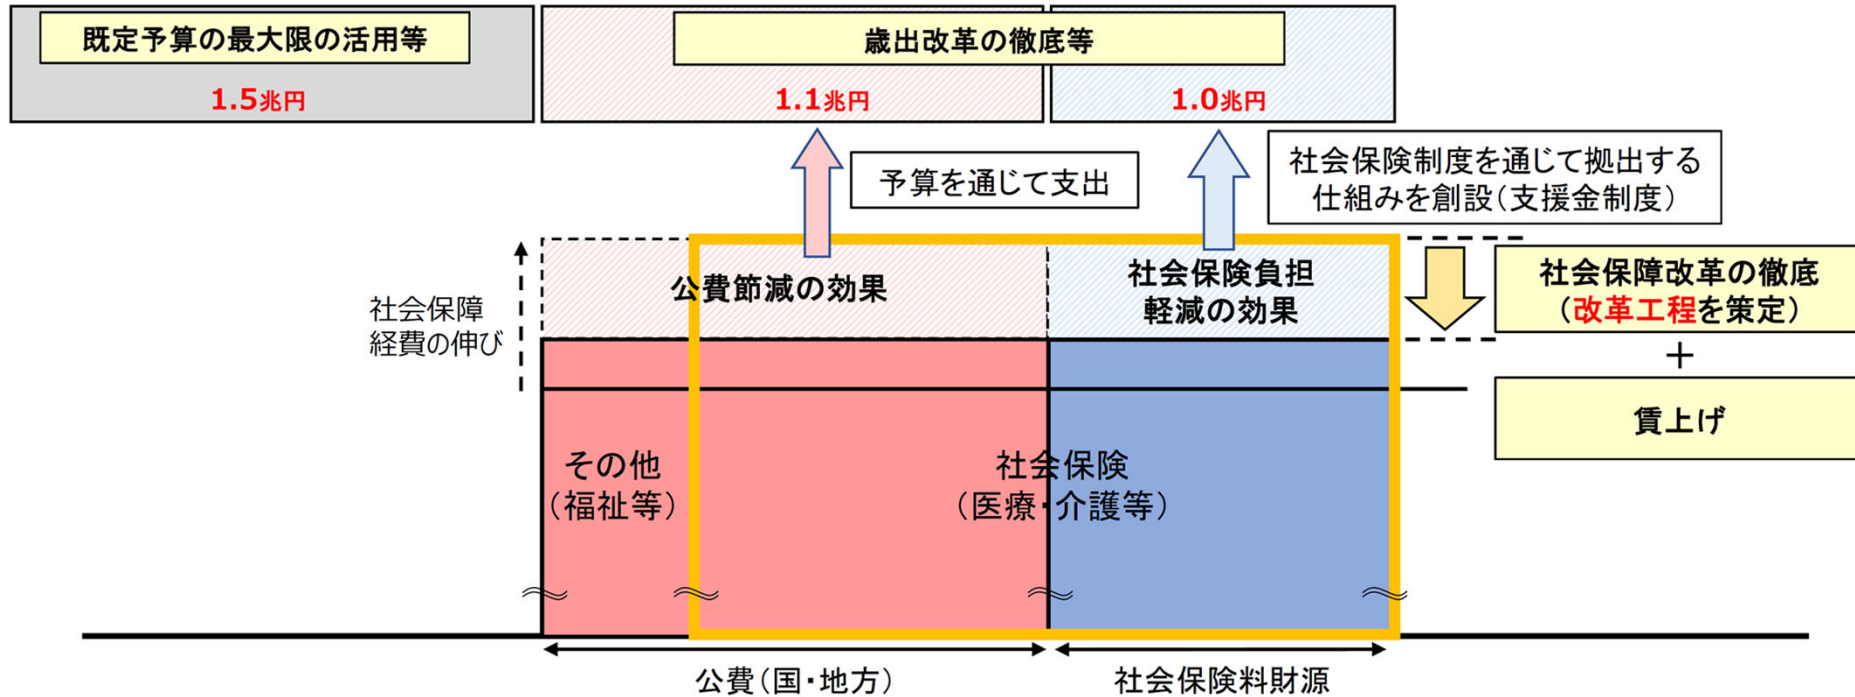 既定予算の最大限の活用等
歳出改革の徹底等
1.5兆円
1.1兆円
1.0兆円
予算を通じて支出
社会保険制度を通じて拠出する
仕組みを創設(支援金制度)
社会保障
経費の伸び
公費節減の効果
社会保険負担
軽減の効果
社会保障改革の徹底
(改革工程を策定)
+
賃上げ
その他
(福祉等)
社会保険
(医療・介護等)
公費(国・地方)
社会保険料財源